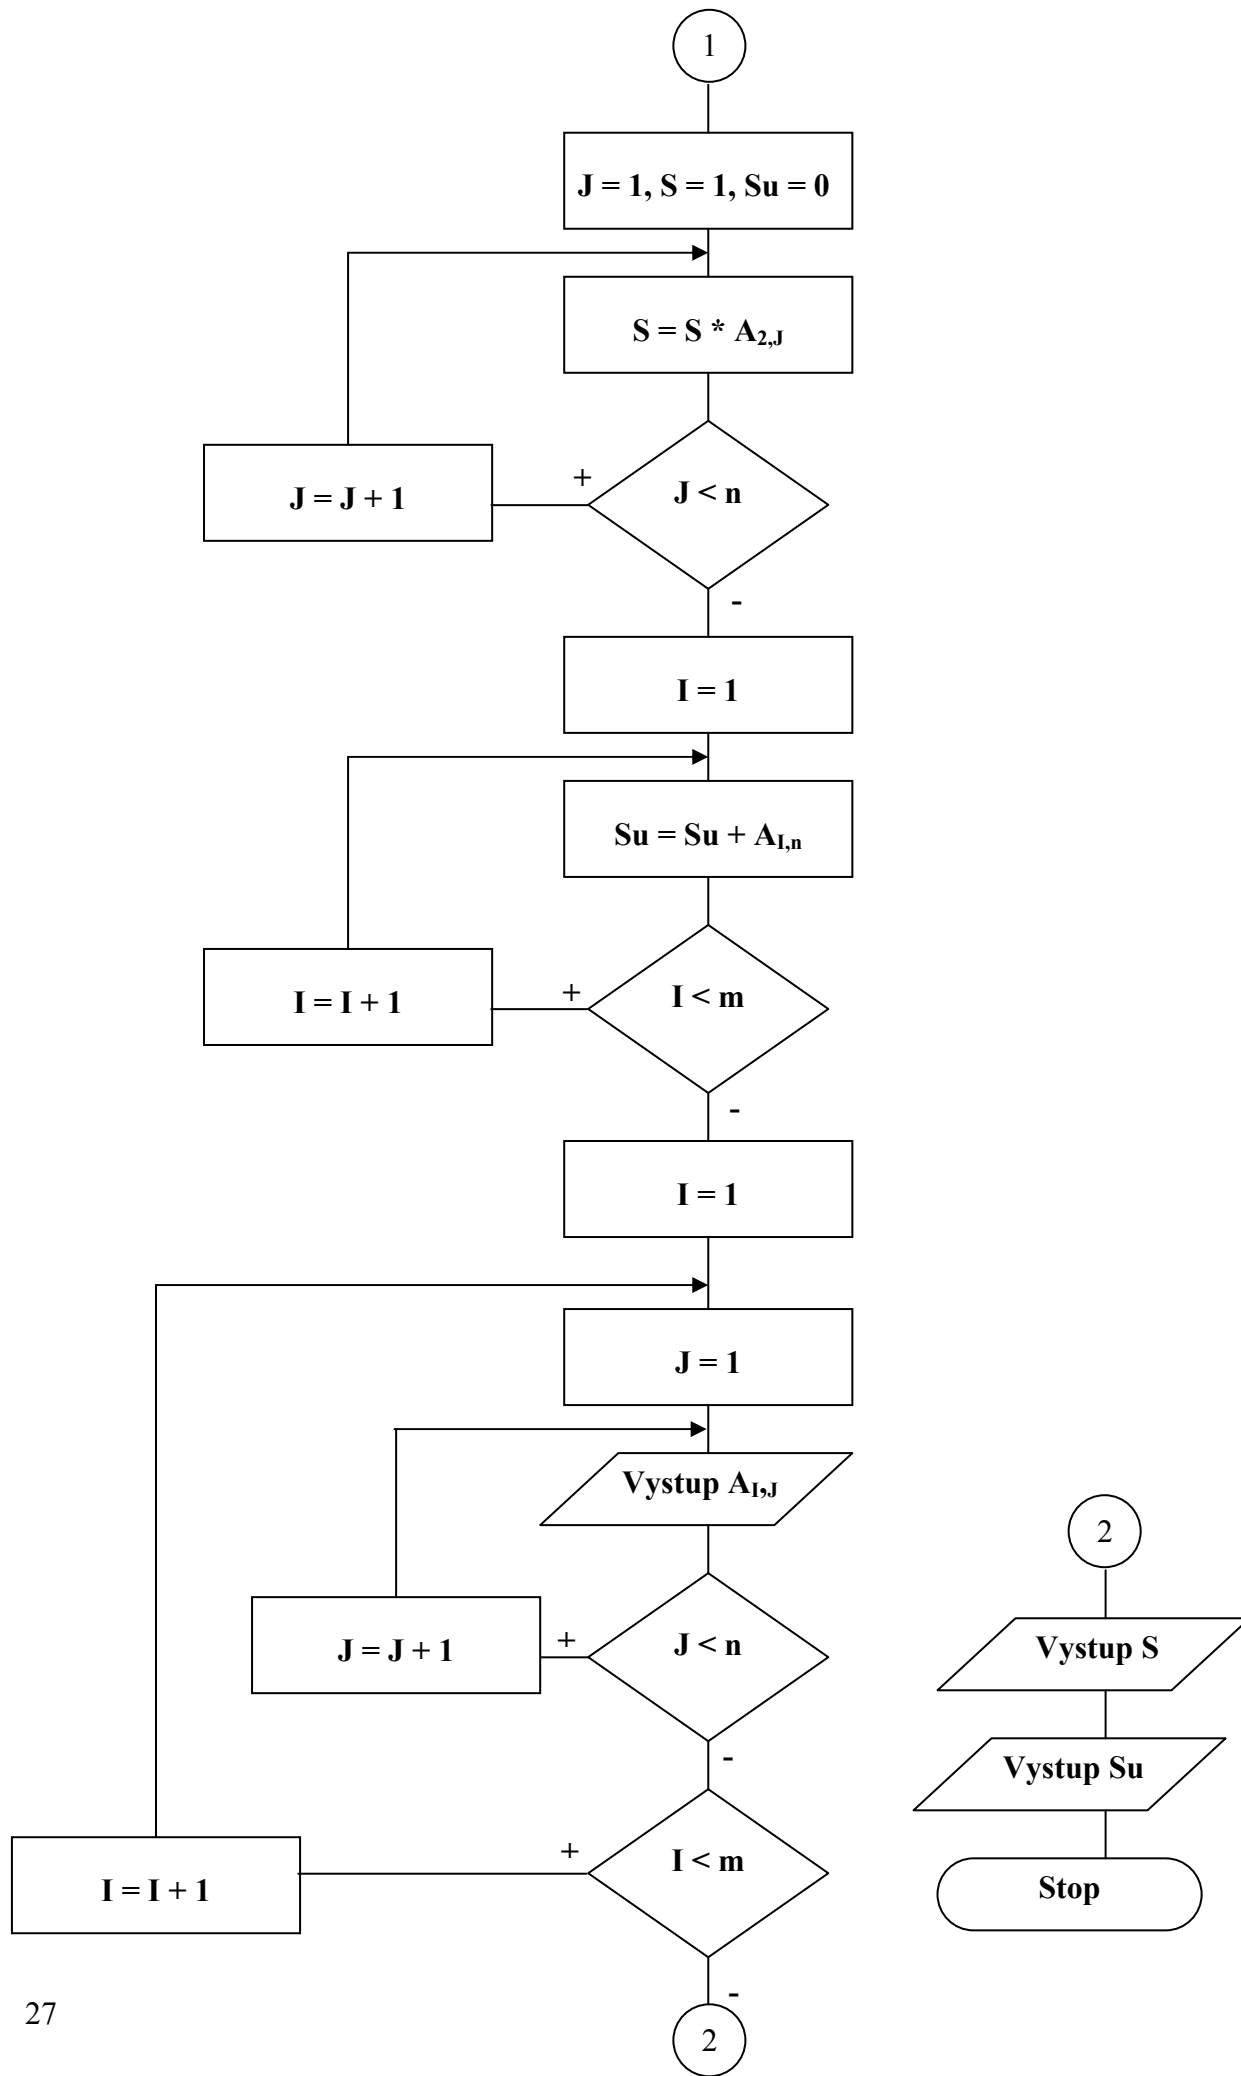 1
J = 1, S = 1, Su = 0
S = S * A2,J
+
J < n
J = J + 1
-
I = 1
Su = Su + AI,n
+
I < m
I = I + 1
-
I = 1
J = 1
Vystup AI,J
+
J < n
J = J + 1
-
+
I < m
I = I + 1
-
2
2
Vystup S
Vystup Su
Stop
27